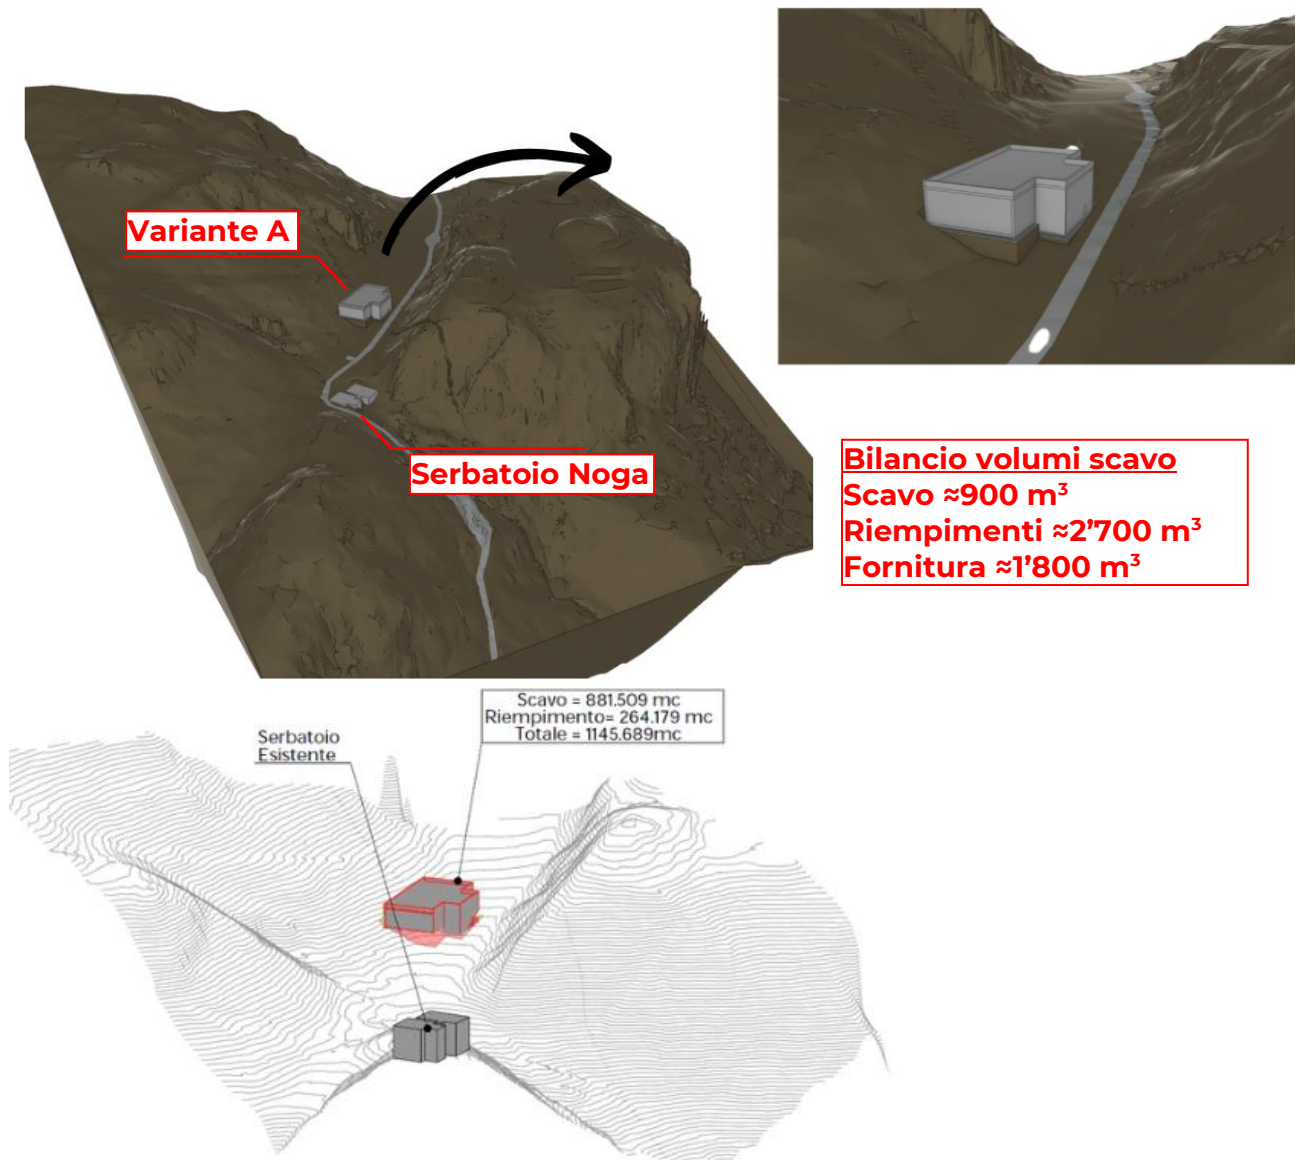 Variante A
Serbatoio Noga
Bilancio volumi scavo
Scavo ≈900 m³
Riempimenti ≈2’700 m³
Fornitura ≈1’800 m³
Scavo = 881.509 mc
Riempimento= 264.179 mc
Totale = 1145.689mc
Serbatoio
Esistente